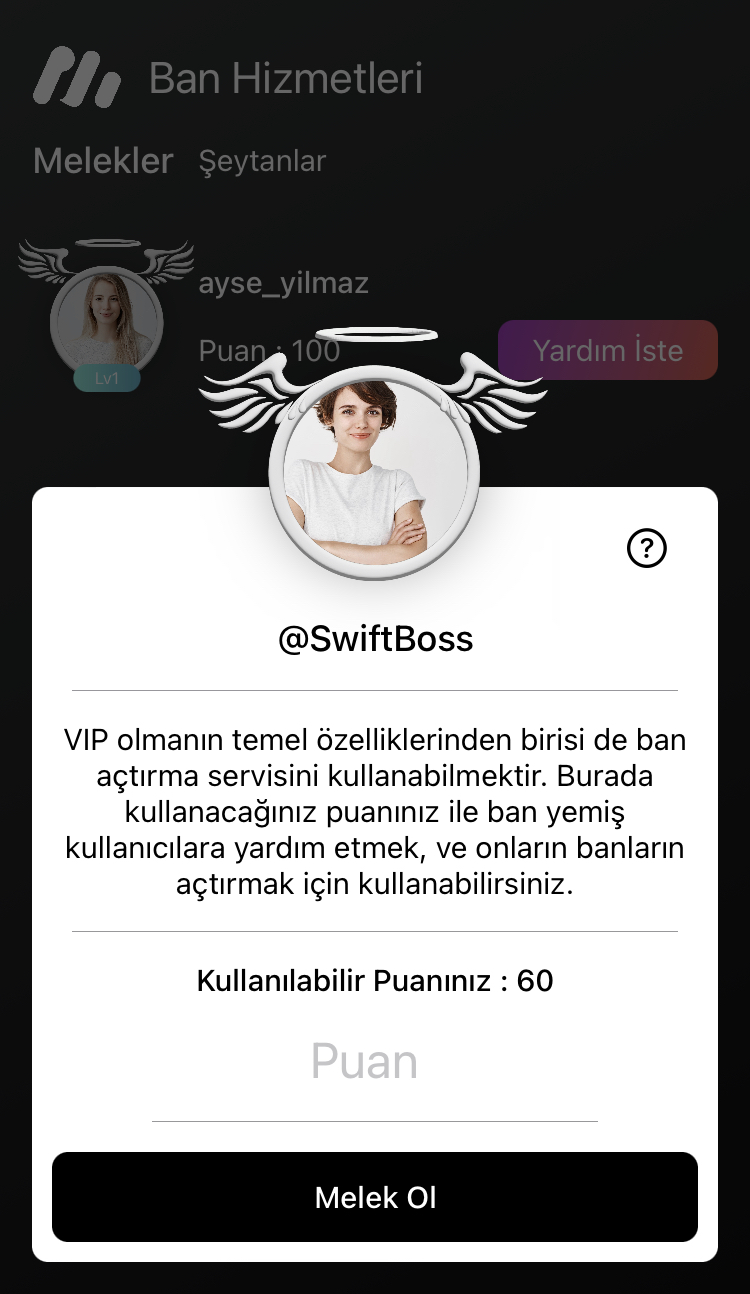 Ban Hizmetleri
Melekler Şeytanlar
ayse_yilmaz
Puan : 100
Yardım İste
Lv1
?
@SwiftBoss
VIP olmanın temel özelliklerinden birisi de ban
açtırma servisini kullanabilmektir. Burada
kullanacağınız puanınız ile ban yemiş
kullanıcılara yardım etmek, ve onların banların
açtırmak için kullanabilirsiniz.
Kullanılabilir Puanınız : 60
Puan
Melek Ol